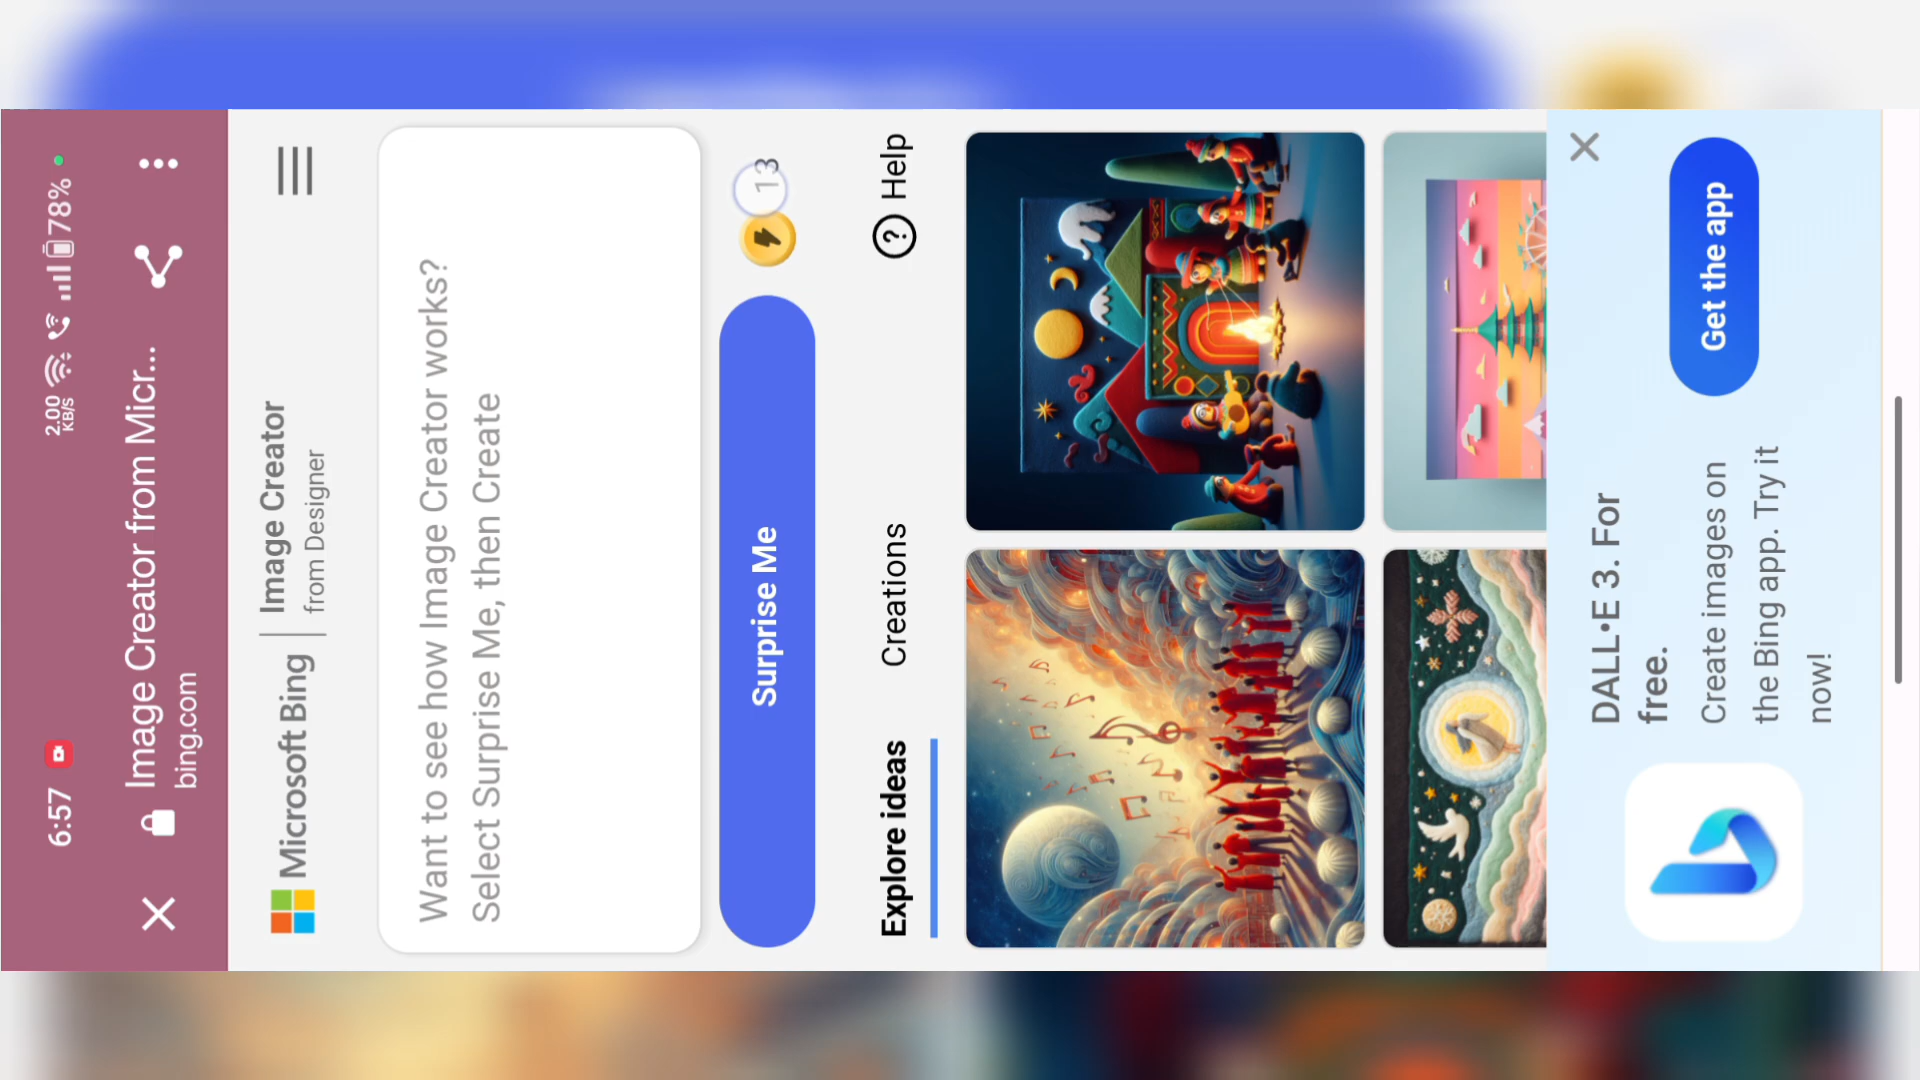 6:57
2.00 KB/S
78%
Image Creator from Micr...
bing.com
Microsoft Bing
Image Creator
from Designer
Want to see how Image Creator works?
Select Surprise Me, then Create
Surprise Me
13
Explore ideas
Creations
Help
DALL•E 3. For
free.
Create images on
the Bing app. Try it
now!
Get the app